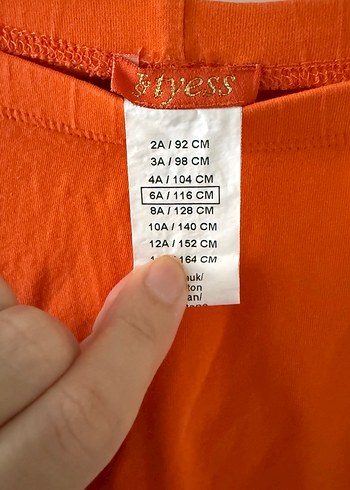 tyess
2A / 92 CM
3A / 98 CM
4A / 104 CM
6A / 116 CM
8A / 128 CM
10A / 140 CM
12A / 152 CM
164 CM